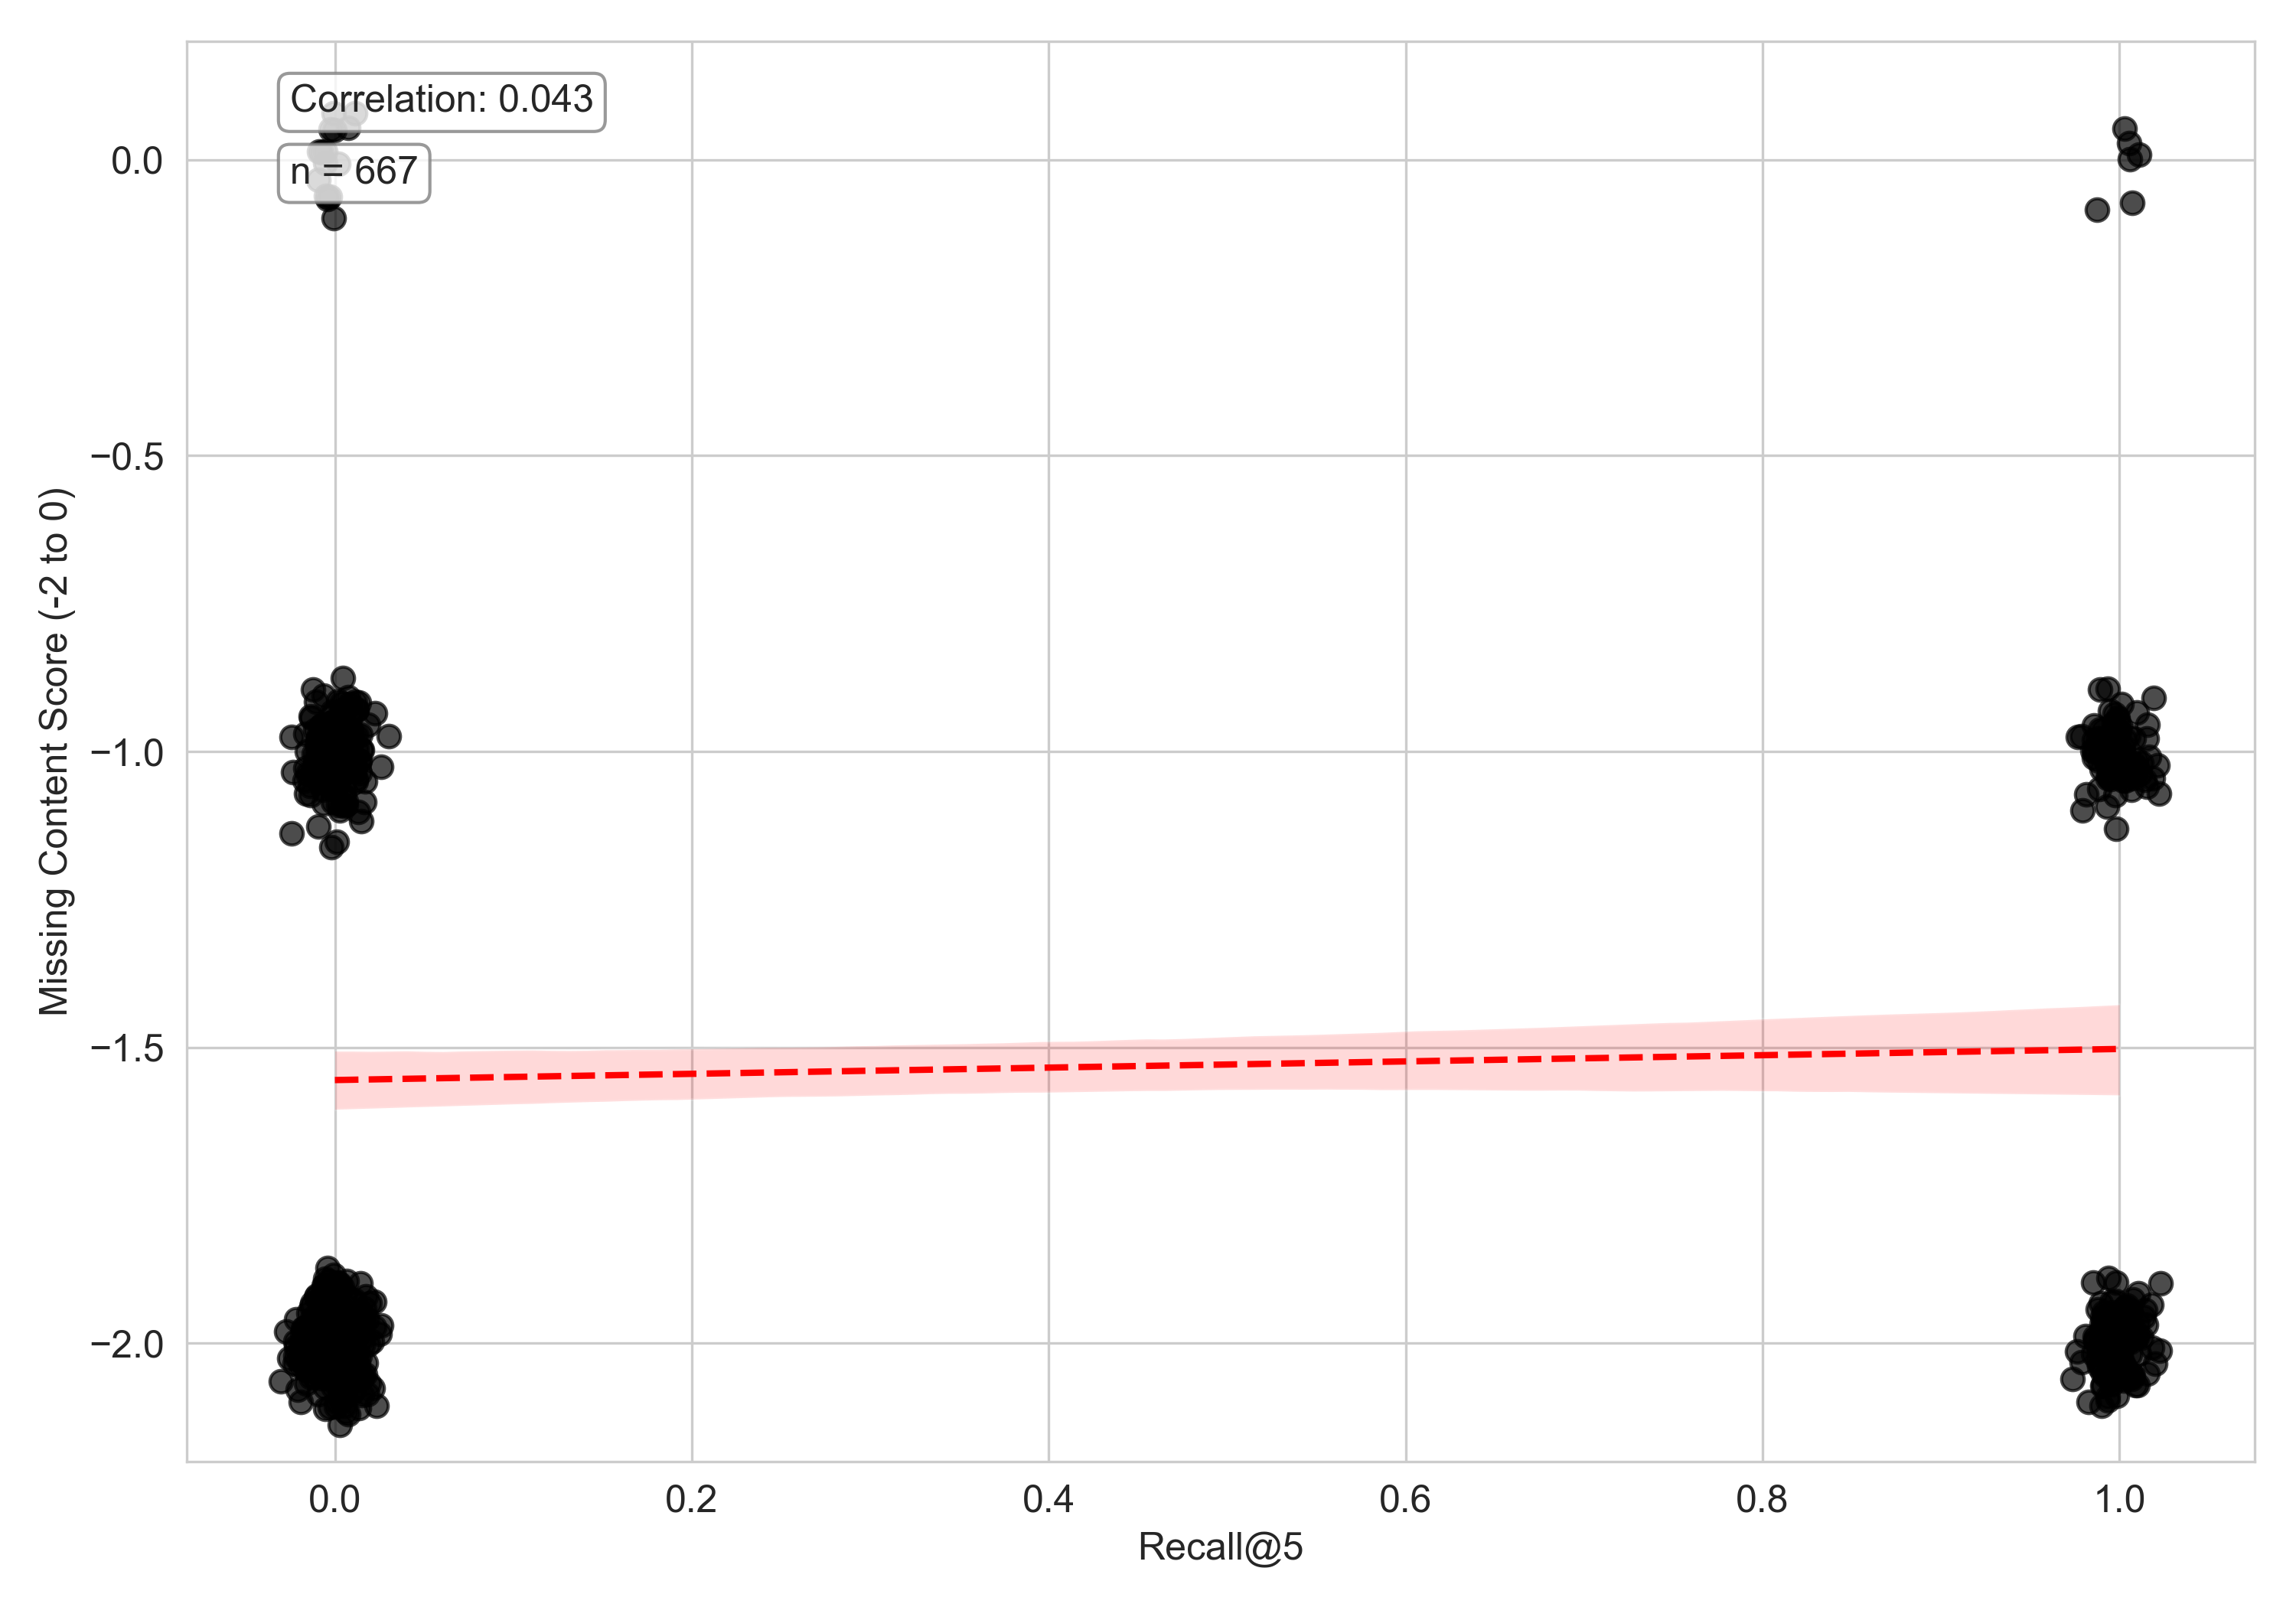 Correlation: 0.043
n = 667
0.0
−0.5
−1.0
−1.5
−2.0
Missing Content Score (-2 to 0)
0.0 0.2 0.4 0.6 0.8 1.0
Recall@5